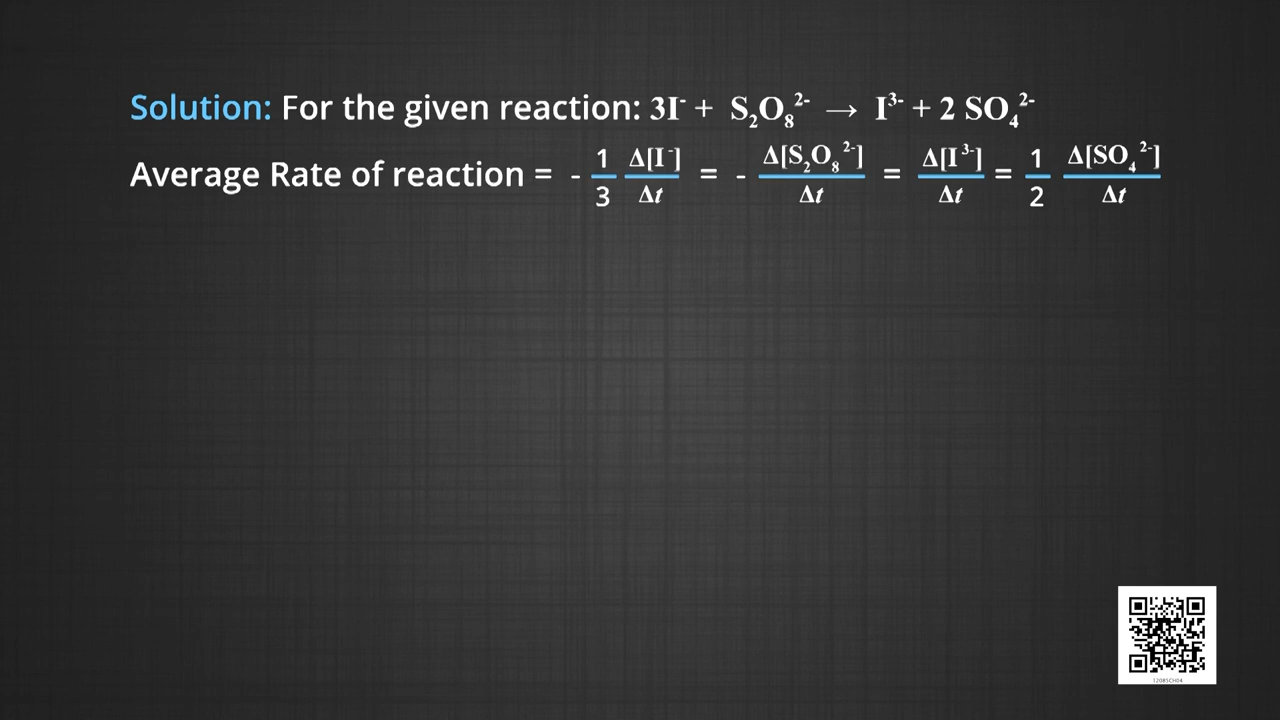 Solution: For the given reaction: 3I⁻ + S₂O₈²⁻ → I³⁻ + 2 SO₄²⁻
Average Rate of reaction = - 1/3 Δ[I⁻]/Δt = - Δ[S₂O₈²⁻]/Δt = Δ[I³⁻]/Δt = 1/2 Δ[SO₄²⁻]/Δt
12085CH04